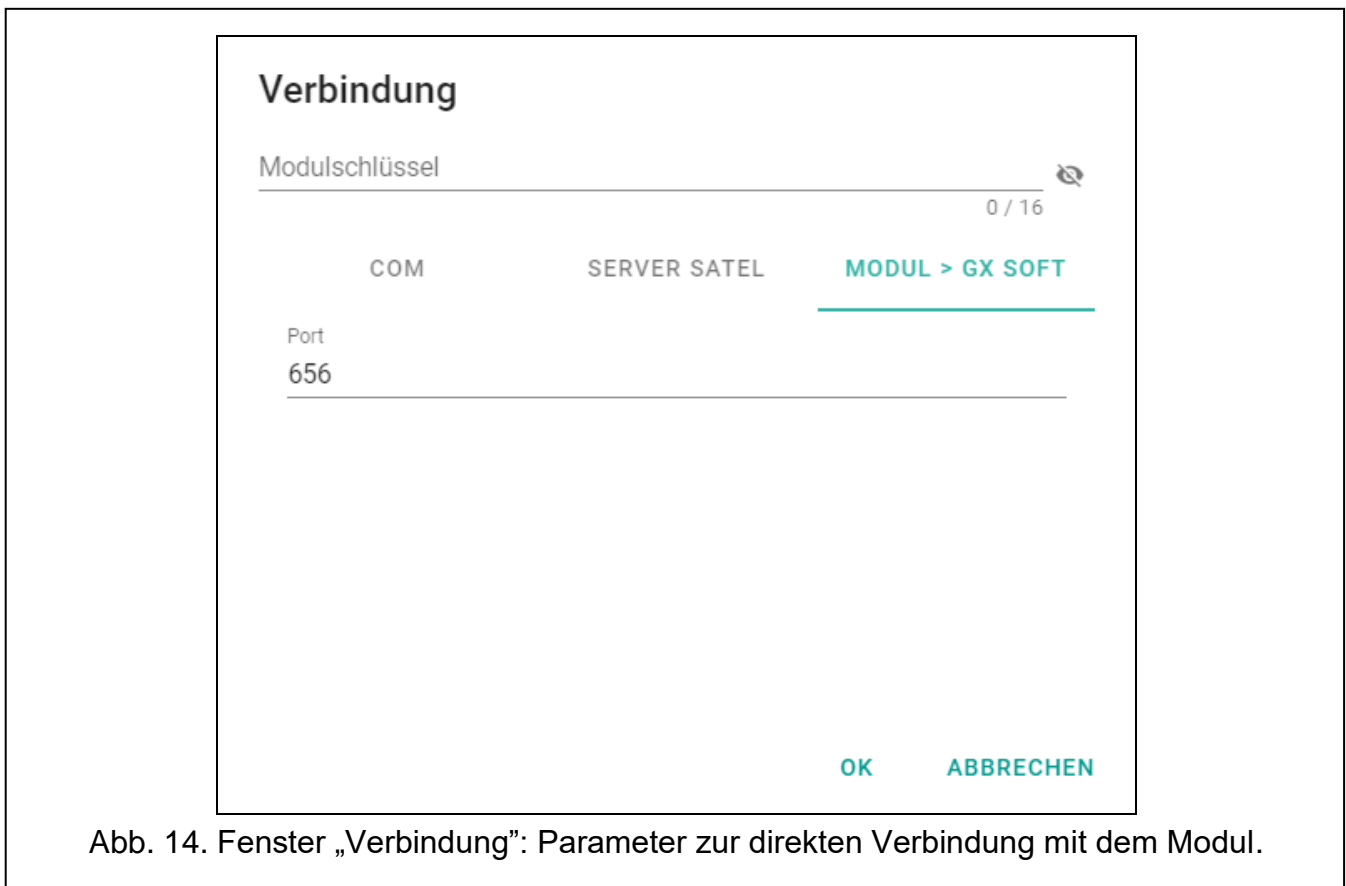 Verbindung
Modulschlüssel
0 / 16
COM SERVER SATEL MODUL > GX SOFT
Port
656
OK ABBRECHEN
Abb. 14. Fenster „Verbindung”: Parameter zur direkten Verbindung mit dem Modul.